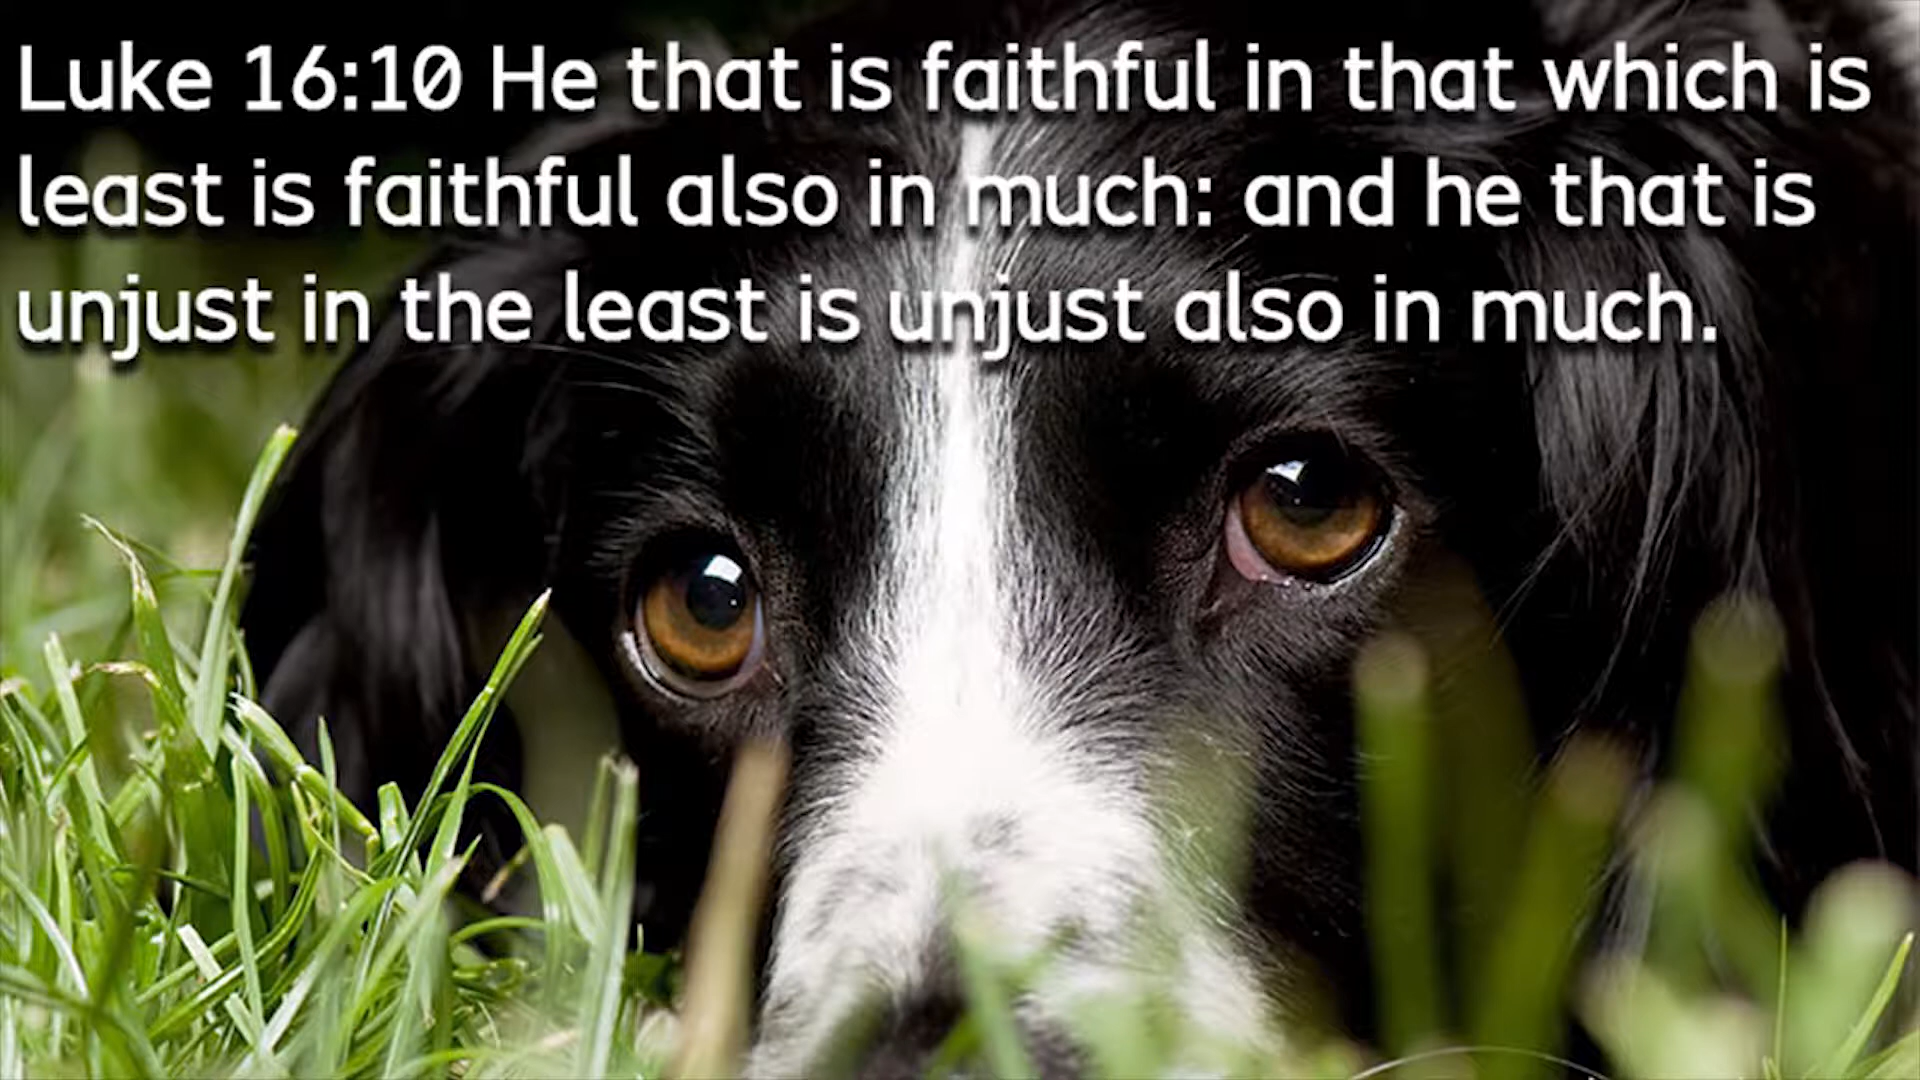 Luke 16:10 He that is faithful in that which is
least is faithful also in much: and he that is
unjust in the least is unjust also in much.